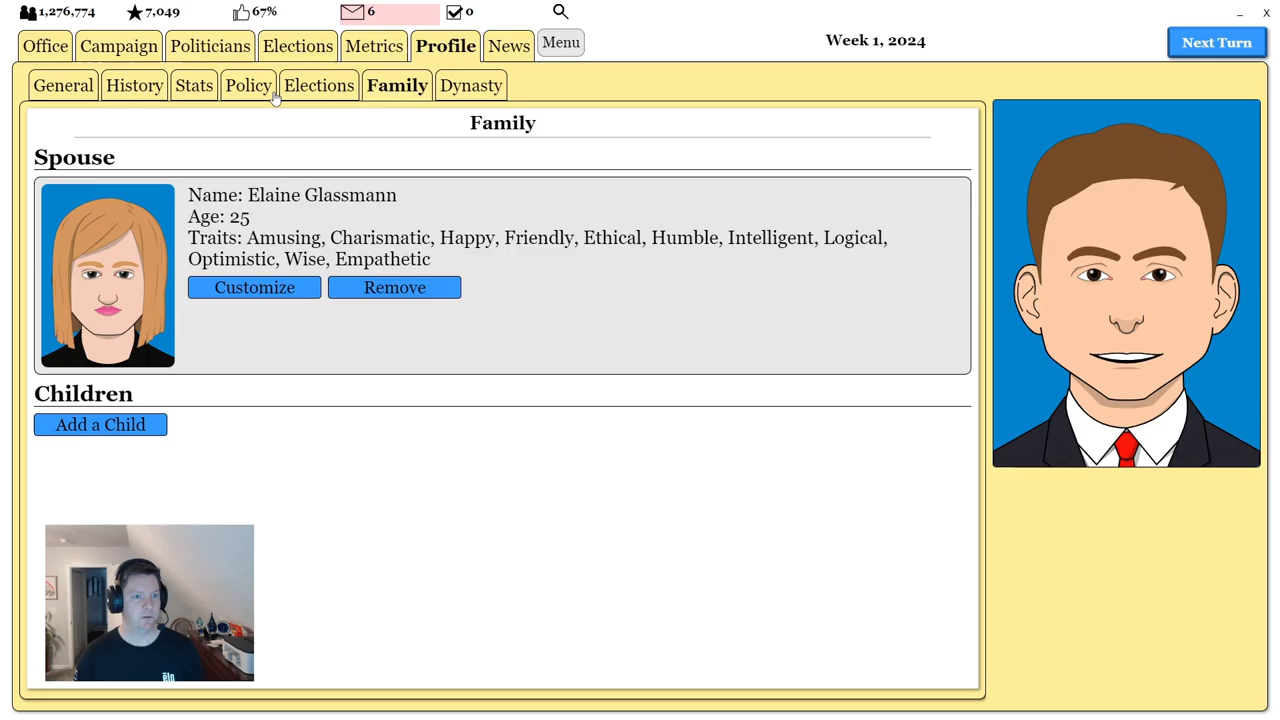 1,276,774 7,049 67% 6 0
_ X
Office Campaign Politicians Elections Metrics Profile News Menu
Week 1, 2024
Next Turn
General History Stats Policy Elections Family Dynasty
Family
Spouse
Name: Elaine Glassmann
Age: 25
Traits: Amusing, Charismatic, Happy, Friendly, Ethical, Humble, Intelligent, Logical,
Optimistic, Wise, Empathetic
Customize Remove
Children
Add a Child